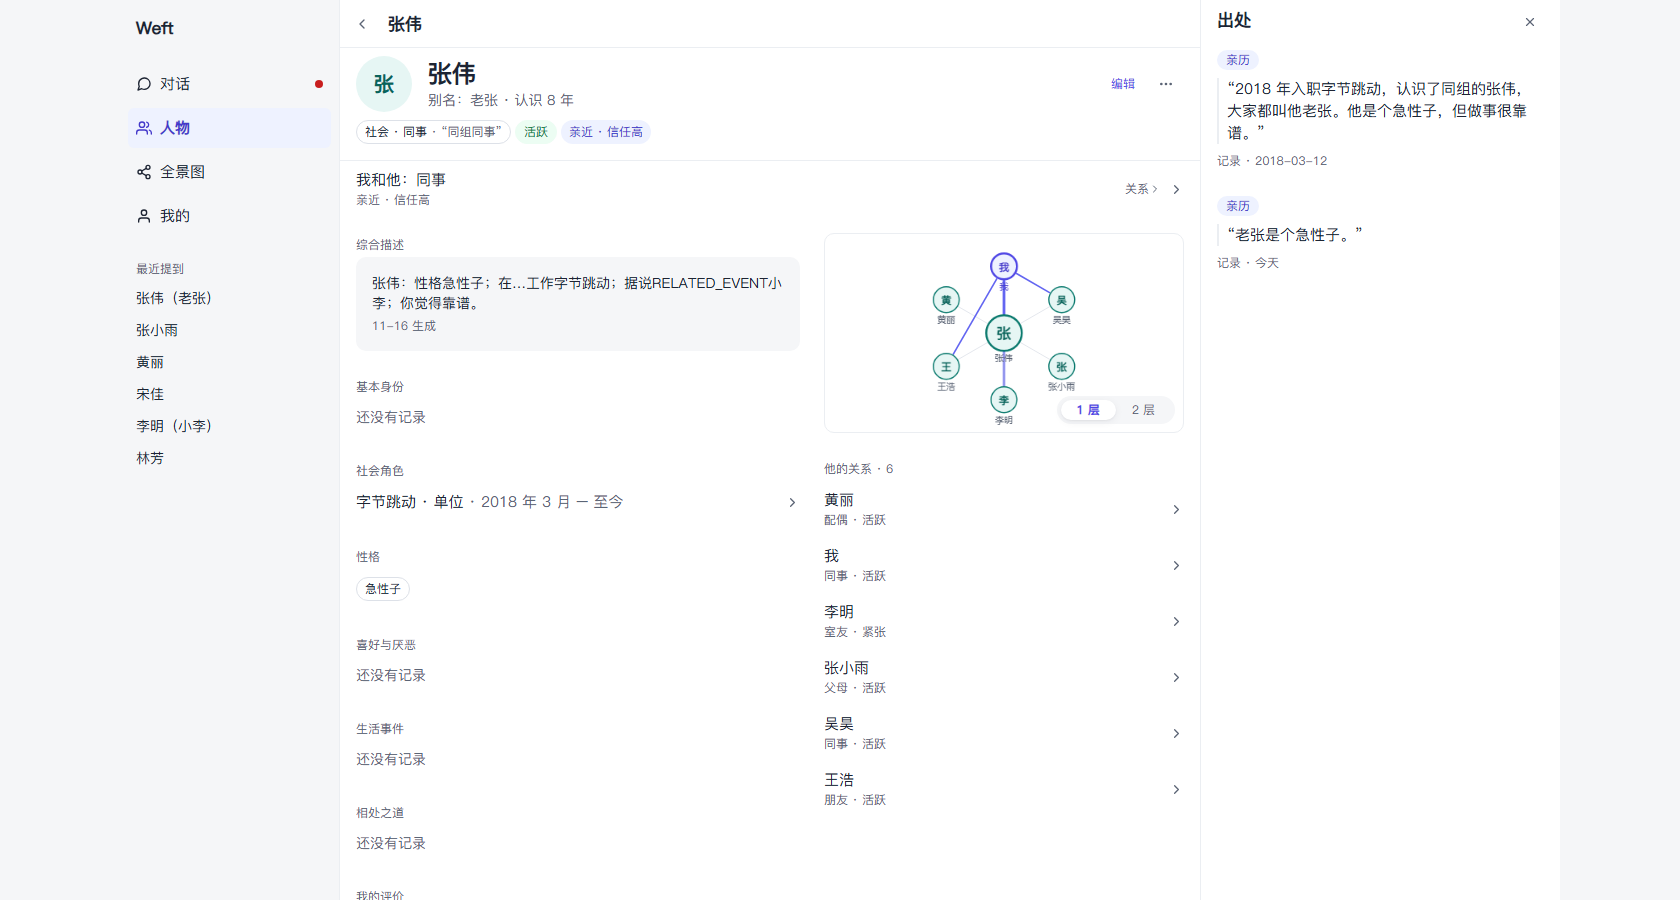 Weft
对话
人物
全景图
我的
最近提到
张伟（老张）
张小雨
黄丽
宋佳
李明（小李）
林芳
张伟
张
张伟
别名：老张 · 认识 8 年
编辑
社会 · 同事 · “同组同事”
活跃
亲近 · 信任高
我和他：同事
亲近 · 信任高
关系
综合描述
张伟：性格急性子；在…工作字节跳动；据说RELATED_EVENT小
李；你觉得靠谱。
11-16 生成
基本身份
还没有记录
社会角色
字节跳动 · 单位 · 2018 年 3 月 — 至今
性格
急性子
喜好与厌恶
还没有记录
生活事件
还没有记录
相处之道
还没有记录
我的评价
我
我
黄
黄丽
吴
吴昊
张
张伟
王
王浩
张
张小雨
李
李明
1 层
2 层
他的关系 · 6
黄丽
配偶 · 活跃
我
同事 · 活跃
李明
室友 · 紧张
张小雨
父母 · 活跃
吴昊
同事 · 活跃
王浩
朋友 · 活跃
出处
亲历
“2018 年入职字节跳动，认识了同组的张伟，
大家都叫他老张。他是个急性子，但做事很靠
谱。”
记录 · 2018-03-12
亲历
“老张是个急性子。”
记录 · 今天